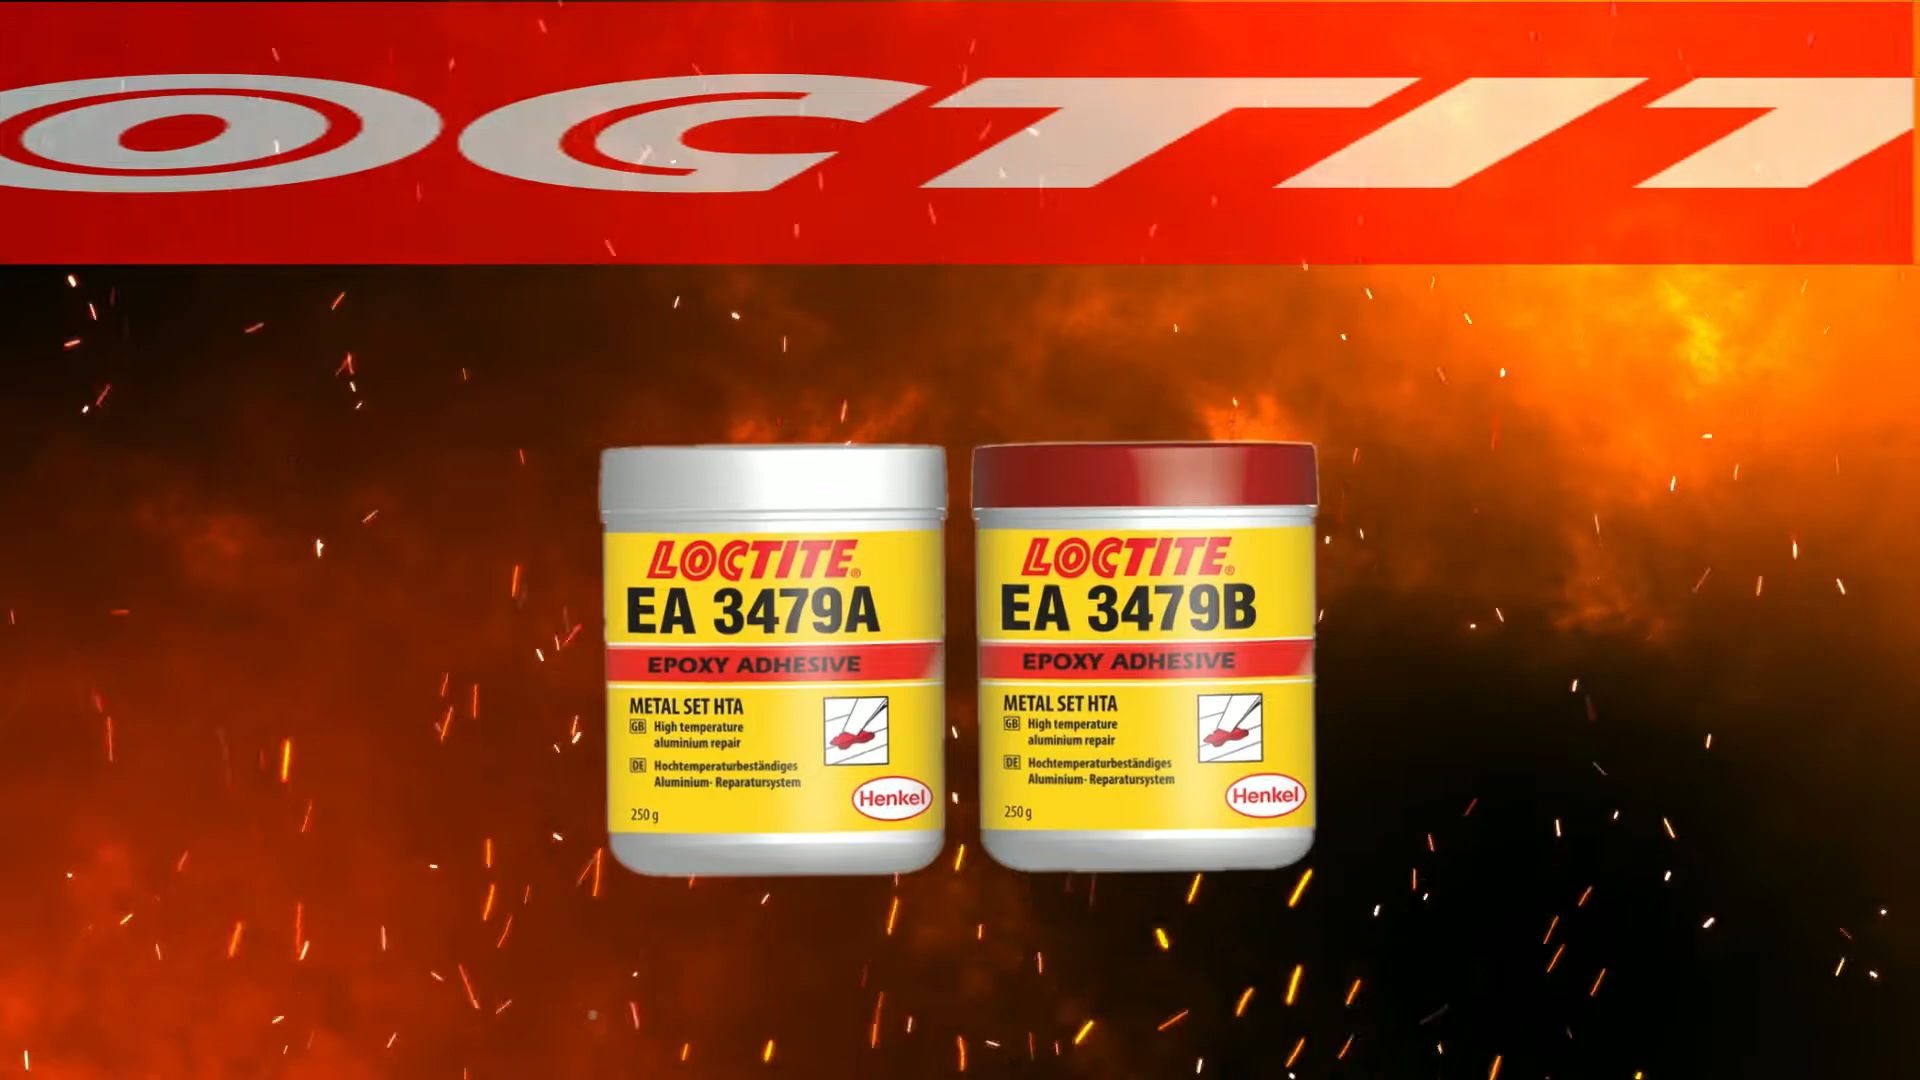 OCTIT
LOCTITE®
EA 3479A
EPOXY ADHESIVE
METAL SET HTA
GB High temperature
aluminium repair
DE Hochtemperaturbeständiges
Aluminium- Reparatursystem
250 g
Henkel
LOCTITE®
EA 3479B
EPOXY ADHESIVE
METAL SET HTA
GB High temperature
aluminium repair
DE Hochtemperaturbeständiges
Aluminium- Reparatursystem
250 g
Henkel